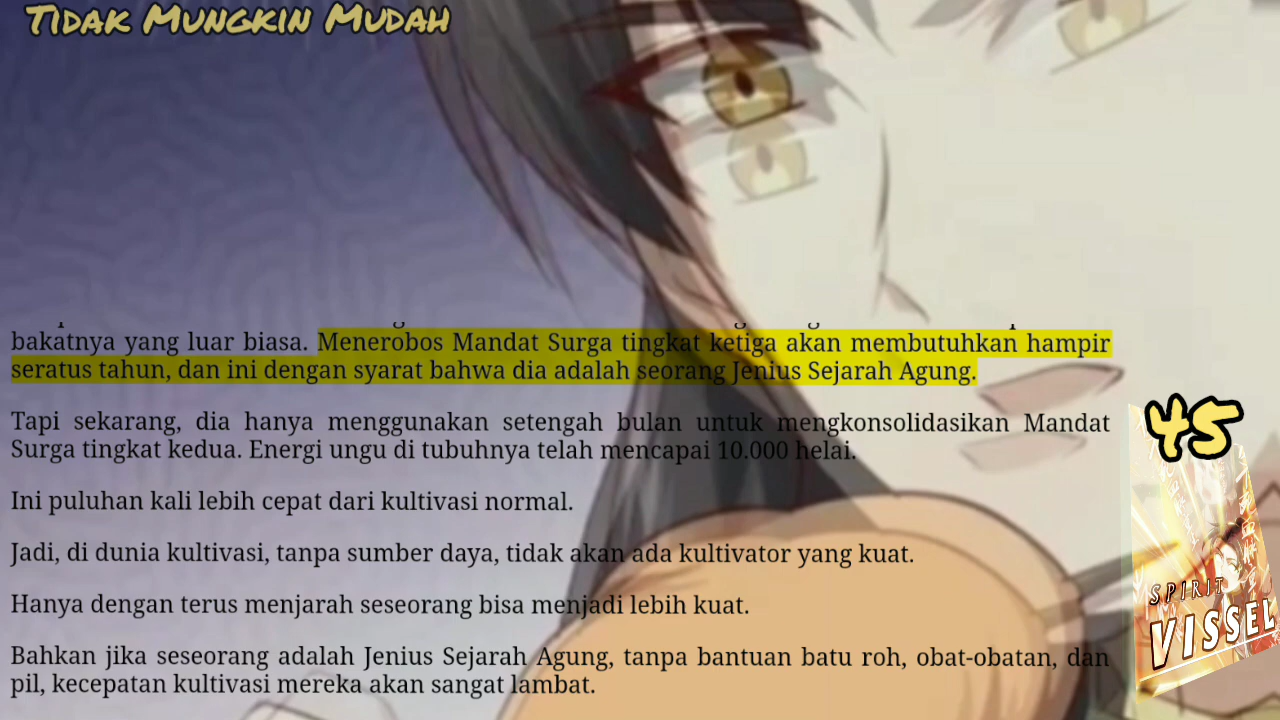 Tidak Mungkin Mudah
bakatnya yang luar biasa. Menerobos Mandat Surga tingkat ketiga akan membutuhkan hampir
seratus tahun, dan ini dengan syarat bahwa dia adalah seorang Jenius Sejarah Agung.
Tapi sekarang, dia hanya menggunakan setengah bulan untuk mengkonsolidasikan Mandat
Surga tingkat kedua. Energi ungu di tubuhnya telah mencapai 10.000 helai.
Ini puluhan kali lebih cepat dari kultivasi normal.
Jadi, di dunia kultivasi, tanpa sumber daya, tidak akan ada kultivator yang kuat.
Hanya dengan terus menjarah seseorang bisa menjadi lebih kuat.
Bahkan jika seseorang adalah Jenius Sejarah Agung, tanpa bantuan batu roh, obat-obatan, dan
pil, kecepatan kultivasi mereka akan sangat lambat.
45
SPIRIT
VISSEL